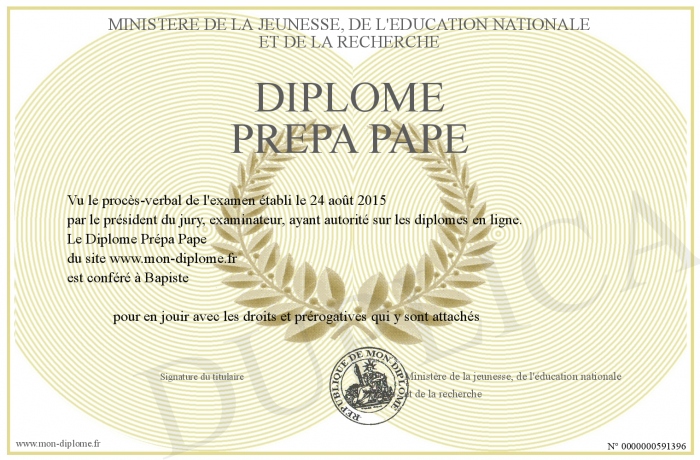 MINISTERE DE LA JEUNESSE, DE L'EDUCATION NATIONALE
ET DE LA RECHERCHE
DIPLOME
PREPA PAPE
Vu le procès-verbal de l'examen établi le 24 août 2015
par le président du jury, examinateur, ayant autorité sur les diplomes en ligne.
Le Diplome Prépa Pape
du site www.mon-diplome.fr
est conféré à Bapiste
pour en jouir avec les droits et prérogatives qui y sont attachés
Signature du titulaire
REPUBLIQUE DE MON-DIPLOME
Ministère de la jeunesse, de l'éducation nationale
et de la recherche
www.mon-diplome.fr
N° 0000000591396
DUPLICATA